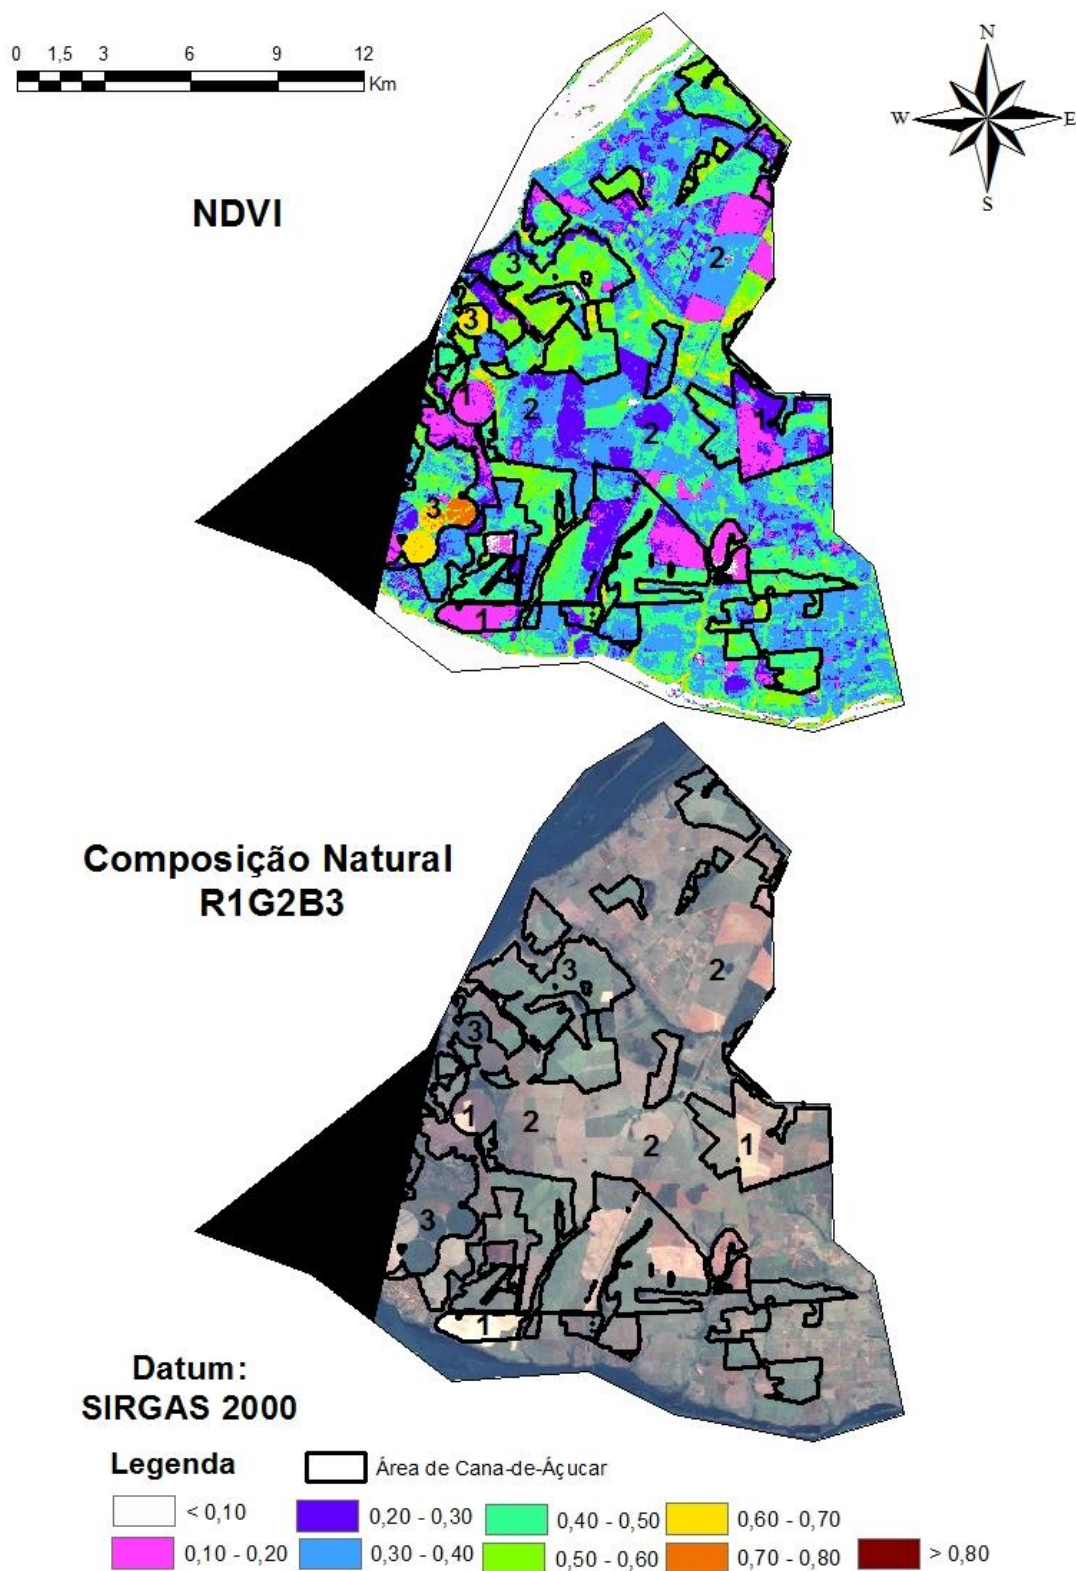 0 1,5 3 6 9 12
Km
N
W E
S
NDVI
2
3
3
1
2
2
1
3
1
Composição Natural
R1G2B3
3
2
3
1
2
2
1
3
1
Datum:
SIRGAS 2000
Legenda
Área de Cana-de-Açucar
< 0,10
0,20 - 0,30
0,40 - 0,50
0,60 - 0,70
0,10 - 0,20
0,30 - 0,40
0,50 - 0,60
0,70 - 0,80
> 0,80